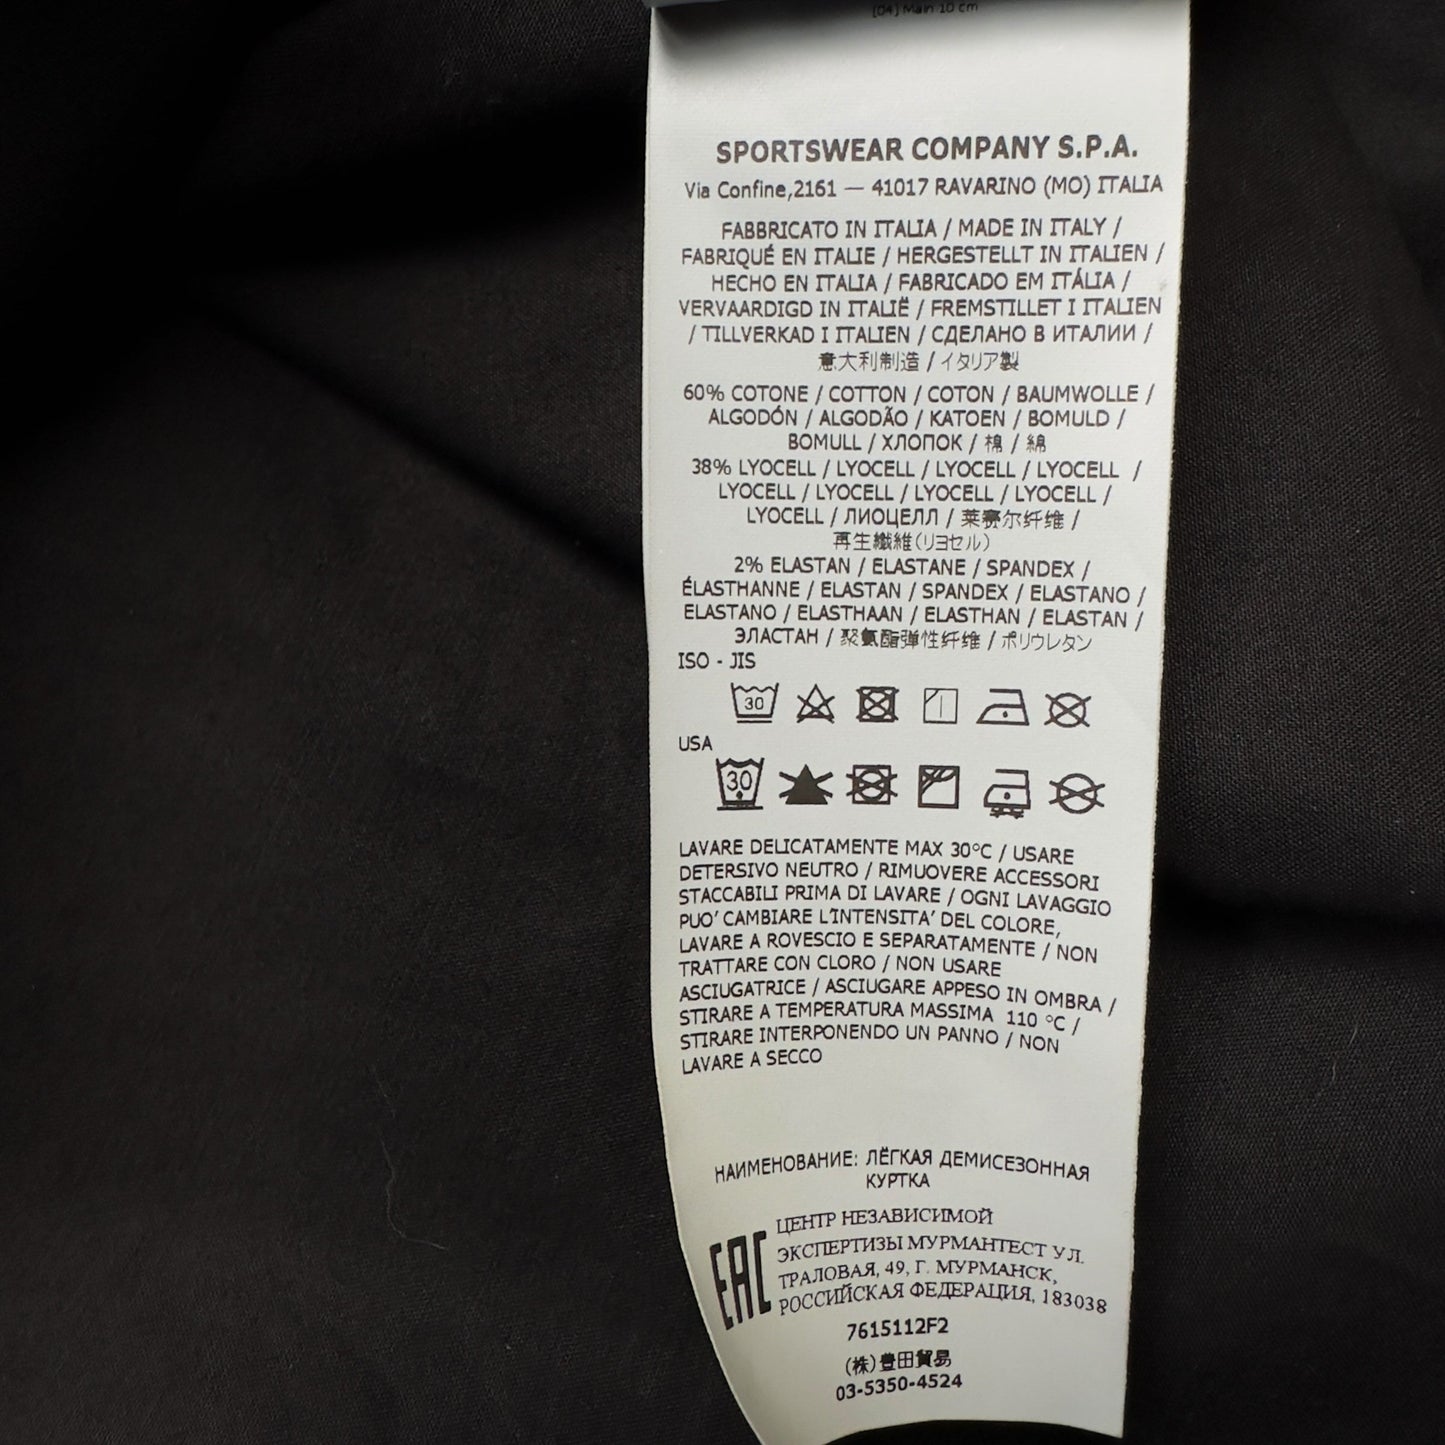 [04] Main 10 cm
SPORTSWEAR COMPANY S.P.A.
Via Confine,2161 — 41017 RAVARINO (MO) ITALIA
FABBRICATO IN ITALIA / MADE IN ITALY /
FABRIQUÉ EN ITALIE / HERGESTELLT IN ITALIEN /
HECHO EN ITALIA / FABRICADO EM ITÁLIA /
VERVAARDIGD IN ITALIË / FREMSTILLET I ITALIEN
/ TILLVERKAD I ITALIEN / СДЕЛАНО В ИТАЛИИ /
意大利制造 / イタリア製
60% COTONE / COTTON / COTON / BAUMWOLLE /
ALGODÓN / ALGODÃO / KATOEN / BOMULD /
BOMULL / ХЛОПОК / 棉 / 綿
38% LYOCELL / LYOCELL / LYOCELL / LYOCELL /
LYOCELL / LYOCELL / LYOCELL / LYOCELL /
LYOCELL / ЛИОЦЕЛЛ / 莱赛尔纤维 /
再生繊維(リヨセル)
2% ELASTAN / ELASTANE / SPANDEX /
ÉLASTHANNE / ELASTAN / SPANDEX / ELASTANO /
ELASTANO / ELASTHAAN / ELASTHAN / ELASTAN /
ЭЛАСТАН / 聚氨酯弹性纤维 / ポリウレタン
ISO - JIS
30
USA
30
LAVARE DELICATAMENTE MAX 30°C / USARE
DETERSIVO NEUTRO / RIMUOVERE ACCESSORI
STACCABILI PRIMA DI LAVARE / OGNI LAVAGGIO
PUO' CAMBIARE L'INTENSITA' DEL COLORE,
LAVARE A ROVESCIO E SEPARATAMENTE / NON
TRATTARE CON CLORO / NON USARE
ASCIUGATRICE / ASCIUGARE APPESO IN OMBRA /
STIRARE A TEMPERATURA MASSIMA 110 °C /
STIRARE INTERPONENDO UN PANNO / NON
LAVARE A SECCO
НАИМЕНОВАНИЕ: ЛЁГКАЯ ДЕМИСЕЗОННАЯ
КУРТКА
EAC
ЦЕНТР НЕЗАВИСИМОЙ
ЭКСПЕРТИЗЫ МУРМАНТЕСТ УЛ.
ТРАЛОВАЯ, 49, Г. МУРМАНСК,
РОССИЙСКАЯ ФЕДЕРАЦИЯ, 183038
7615112F2
(株)豊田貿易
03-5350-4524